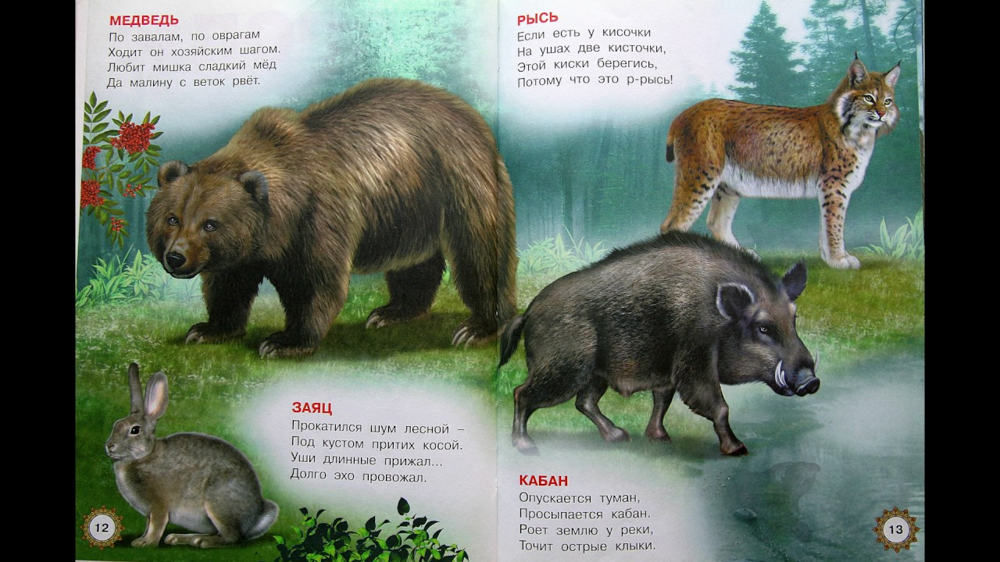 МЕДВЕДЬ
По завалам, по оврагам
Ходит он хозяйским шагом.
Любит мишка сладкий мёд
Да малину с веток рвёт.
ЗАЯЦ
Прокатился шум лесной –
Под кустом притих косой.
Уши длинные прижал...
Долго эхо провожал.
12
РЫСЬ
Если есть у кисочки
На ушах две кисточки,
Этой киски берегись,
Потому что это р-рысь!
КАБАН
Опускается туман,
Просыпается кабан.
Роет землю у реки,
Точит острые клыки.
13